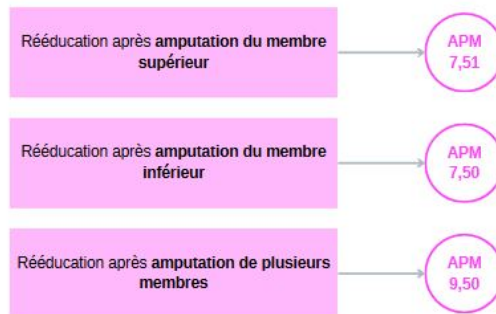 Rééducation après amputation du membre
supérieur
APM
7,51
Rééducation après amputation du membre
inférieur
APM
7,50
Rééducation après amputation de plusieurs
membres
APM
9,50